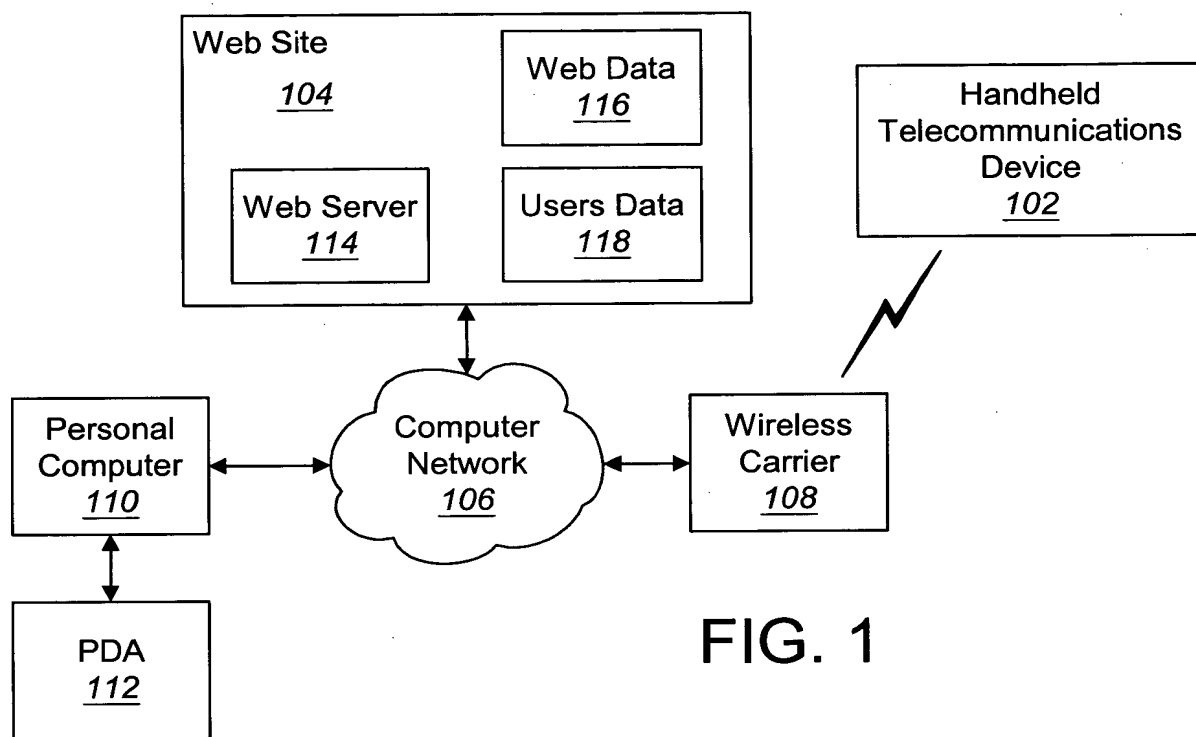 Web Site
104
Web Data
116
Web Server
114
Users Data
118
Handheld
Telecommunications
Device
102
Personal
Computer
110
Computer
Network
106
Wireless
Carrier
108
PDA
112
FIG. 1